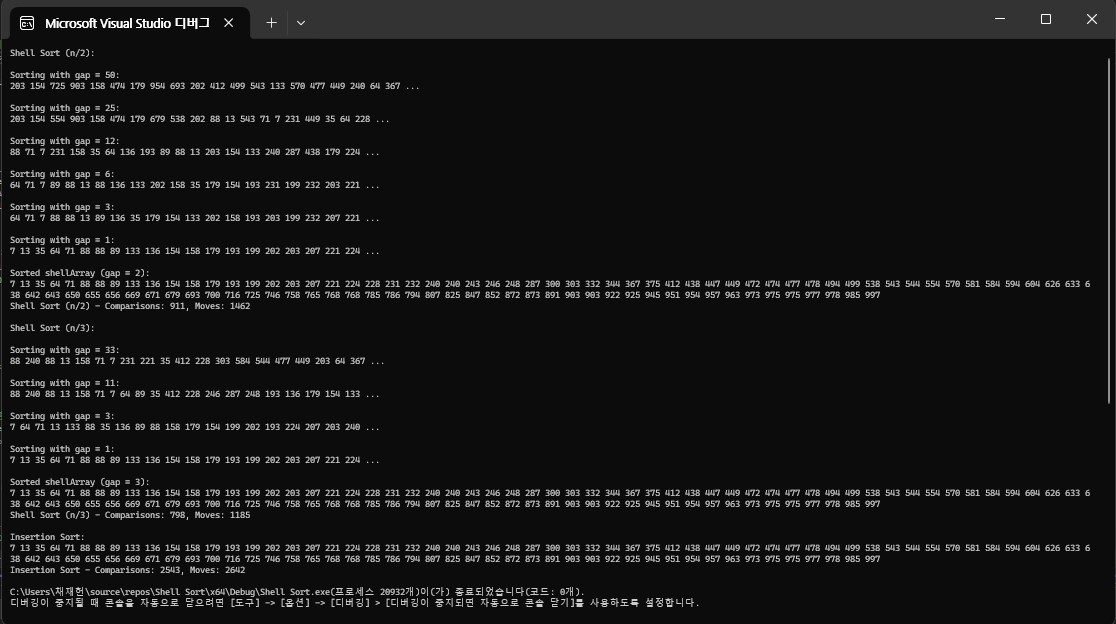 Microsoft Visual Studio 디버그
Shell Sort (n/2):
Sorting with gap = 50:
203 154 725 903 158 474 179 954 693 202 412 499 543 133 570 477 449 240 64 367 ...
Sorting with gap = 25:
203 154 554 903 158 474 179 679 538 202 88 13 543 71 7 231 449 35 64 228 ...
Sorting with gap = 12:
88 71 7 231 158 35 64 136 193 89 88 13 203 154 133 240 287 438 179 224 ...
Sorting with gap = 6:
64 71 7 89 88 13 88 136 133 202 158 35 179 154 193 231 199 232 203 221 ...
Sorting with gap = 3:
64 71 7 88 88 13 89 136 35 179 154 133 202 158 193 203 199 232 207 221 ...
Sorting with gap = 1:
7 13 35 64 71 88 88 89 133 136 154 158 179 193 199 202 203 207 221 224 ...
Sorted shellArray (gap = 2):
7 13 35 64 71 88 88 89 133 136 154 158 179 193 199 202 203 207 221 224 228 231 232 240 240 243 246 248 287 300 303 332 344 367 375 412 438 447 449 472 474 477 478 494 499 538 543 544 554 570 581 584 594 604 626 633 6
38 642 643 650 655 656 669 671 679 693 700 716 725 746 758 765 768 768 785 786 794 807 825 847 852 872 873 891 903 903 922 925 945 951 954 957 963 973 975 975 977 978 985 997
Shell Sort (n/2) - Comparisons: 911, Moves: 1462
Shell Sort (n/3):
Sorting with gap = 33:
88 240 88 13 158 71 7 231 221 35 412 228 303 584 544 477 449 203 64 367 ...
Sorting with gap = 11:
88 240 88 13 158 71 7 64 89 35 412 228 246 287 248 193 136 179 154 133 ...
Sorting with gap = 3:
7 64 71 13 133 88 35 136 89 88 158 179 154 199 202 193 224 207 203 240 ...
Sorting with gap = 1:
7 13 35 64 71 88 88 89 133 136 154 158 179 193 199 202 203 207 221 224 ...
Sorted shellArray (gap = 3):
7 13 35 64 71 88 88 89 133 136 154 158 179 193 199 202 203 207 221 224 228 231 232 240 240 243 246 248 287 300 303 332 344 367 375 412 438 447 449 472 474 477 478 494 499 538 543 544 554 570 581 584 594 604 626 633 6
38 642 643 650 655 656 669 671 679 693 700 716 725 746 758 765 768 768 785 786 794 807 825 847 852 872 873 891 903 903 922 925 945 951 954 957 963 973 975 975 977 978 985 997
Shell Sort (n/3) - Comparisons: 798, Moves: 1185
Insertion Sort:
7 13 35 64 71 88 88 89 133 136 154 158 179 193 199 202 203 207 221 224 228 231 232 240 240 243 246 248 287 300 303 332 344 367 375 412 438 447 449 472 474 477 478 494 499 538 543 544 554 570 581 584 594 604 626 633 6
38 642 643 650 655 656 669 671 679 693 700 716 725 746 758 765 768 768 785 786 794 807 825 847 852 872 873 891 903 903 922 925 945 951 954 957 963 973 975 975 977 978 985 997
Insertion Sort - Comparisons: 2543, Moves: 2642
C:\Users\채재헌\source\repos\Shell Sort\x64\Debug\Shell Sort.exe(프로세스 20932개)이(가) 종료되었습니다(코드: 0개).
디버깅이 중지될 때 콘솔을 자동으로 닫으려면 [도구] -> [옵션] -> [디버깅] > [디버깅이 중지되면 자동으로 콘솔 닫기]를 사용하도록 설정합니다.